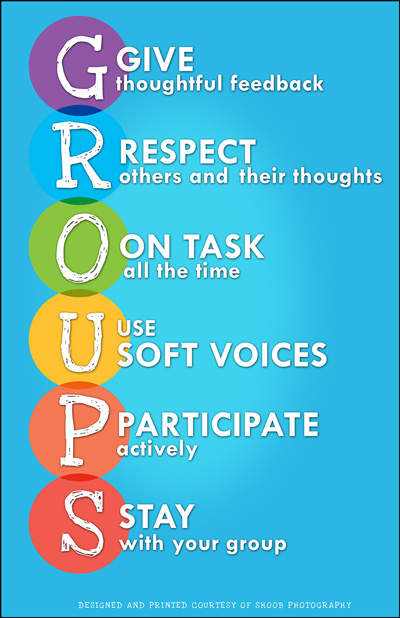 G GIVE
thoughtful feedback
R RESPECT
others and their thoughts
O ON TASK
all the time
U USE
SOFT VOICES
P PARTICIPATE
actively
S STAY
with your group
DESIGNED AND PRINTED COURTESY OF SKOOB PHOTOGRAPHY